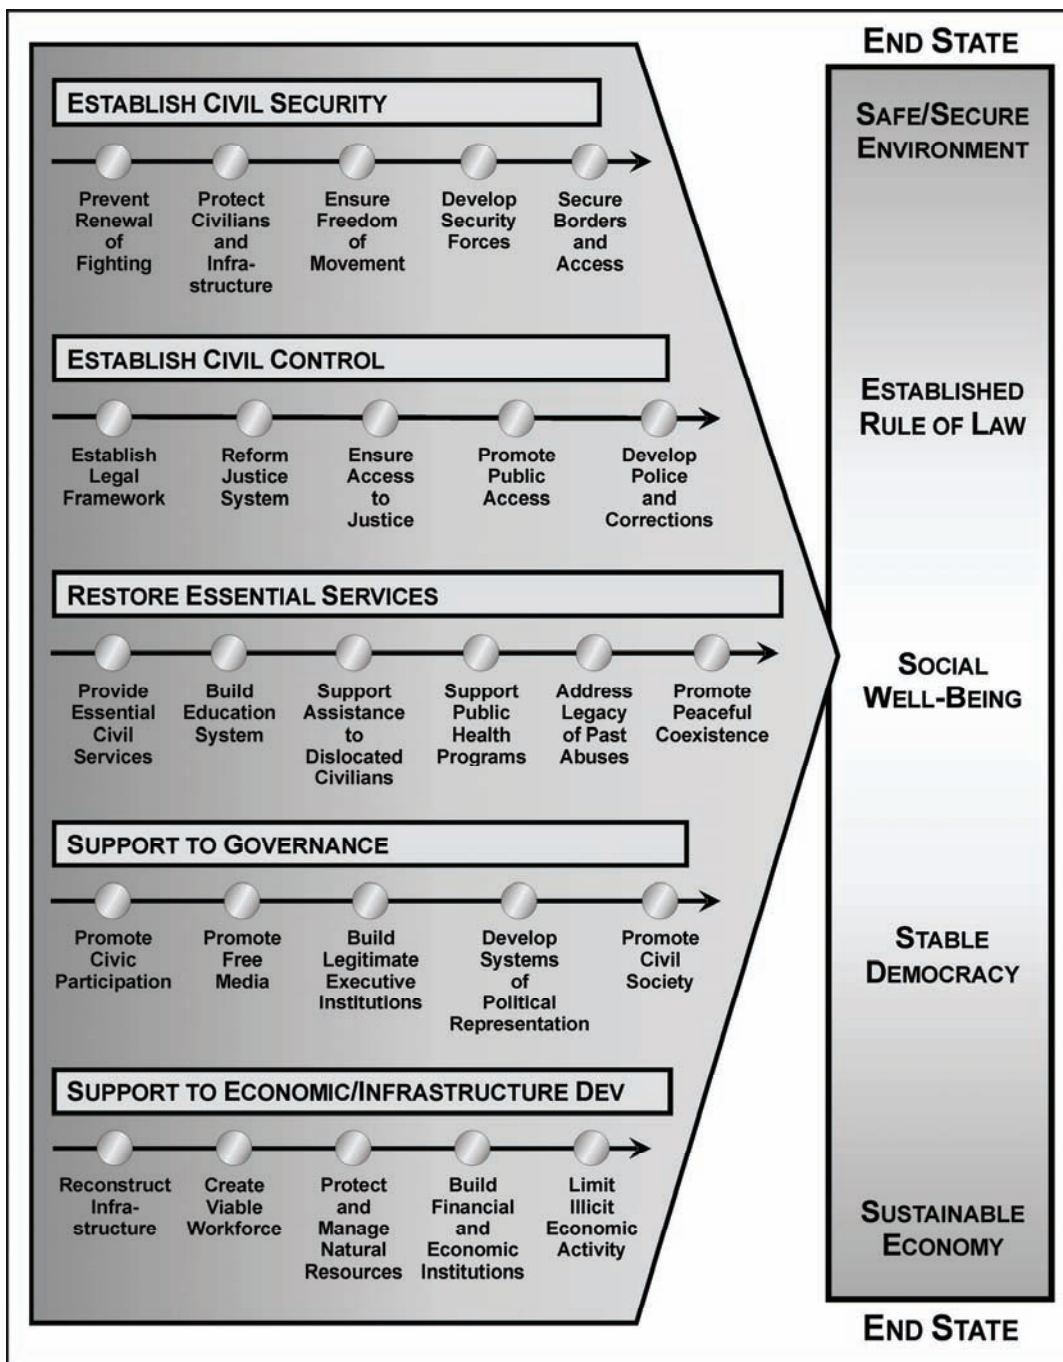 END STATE
ESTABLISH CIVIL SECURITY
Prevent
Renewal
of
Fighting
Protect
Civilians
and
Infra-
structure
Ensure
Freedom
of
Movement
Develop
Security
Forces
Secure
Borders
and
Access
SAFE/SECURE
ENVIRONMENT
ESTABLISH CIVIL CONTROL
Establish
Legal
Framework
Reform
Justice
System
Ensure
Access
to
Justice
Promote
Public
Access
Develop
Police
and
Corrections
ESTABLISHED
RULE OF LAW
RESTORE ESSENTIAL SERVICES
Provide
Essential
Civil
Services
Build
Education
System
Support
Assistance
to
Dislocated
Civilians
Support
Public
Health
Programs
Address
Legacy
of Past
Abuses
Promote
Peaceful
Coexistence
SOCIAL
WELL-BEING
SUPPORT TO GOVERNANCE
Promote
Civic
Participation
Promote
Free
Media
Build
Legitimate
Executive
Institutions
Develop
Systems
of
Political
Representation
Promote
Civil
Society
STABLE
DEMOCRACY
SUPPORT TO ECONOMIC/INFRASTRUCTURE DEV
Reconstruct
Infra-
structure
Create
Viable
Workforce
Protect
and
Manage
Natural
Resources
Build
Financial
and
Economic
Institutions
Limit
Illicit
Economic
Activity
SUSTAINABLE
ECONOMY
END STATE